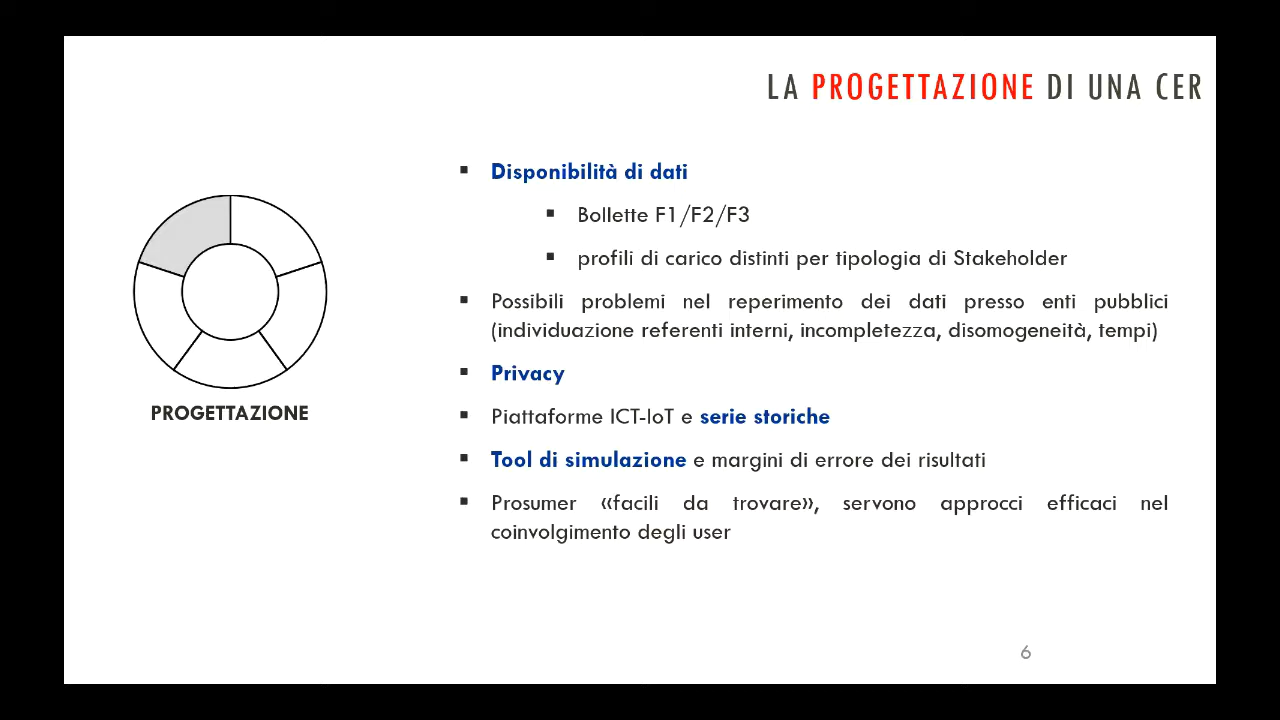 LA PROGETTAZIONE DI UNA CER
Disponibilità di dati
Bollette F1/F2/F3
profili di carico distinti per tipologia di Stakeholder
Possibili problemi nel reperimento dei dati presso enti pubblici
(individuazione referenti interni, incompletezza, disomogeneità, tempi)
Privacy
Piattaforme ICT-IoT e serie storiche
Tool di simulazione e margini di errore dei risultati
Prosumer «facili da trovare», servono approcci efficaci nel
coinvolgimento degli user
PROGETTAZIONE
6